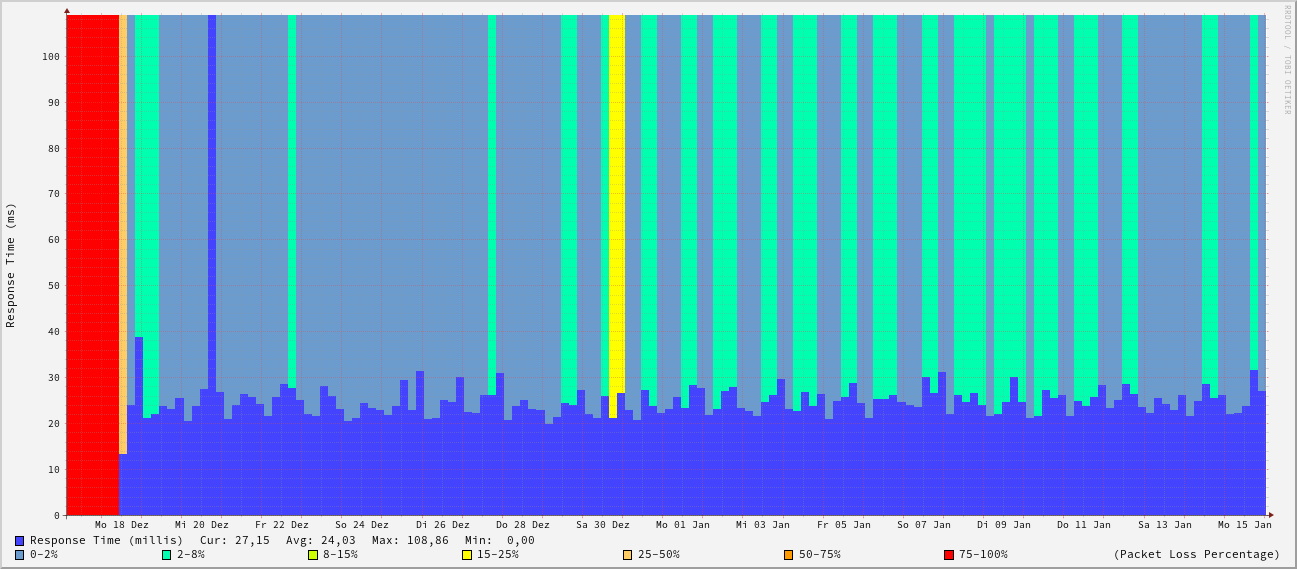 RRDTOOL / TOBI OETIKER
Response Time (ms)
100
90
80
70
60
50
40
30
20
10
0
Mo 18 Dez Mi 20 Dez Fr 22 Dez So 24 Dez Di 26 Dez Do 28 Dez Sa 30 Dez Mo 01 Jan Mi 03 Jan Fr 05 Jan So 07 Jan Di 09 Jan Do 11 Jan Sa 13 Jan Mo 15 Jan
Response Time (millis) Cur: 27,15 Avg: 24,03 Max: 108,86 Min: 0,00
0-2% 2-8% 8-15% 15-25% 25-50% 50-75% 75-100% (Packet Loss Percentage)